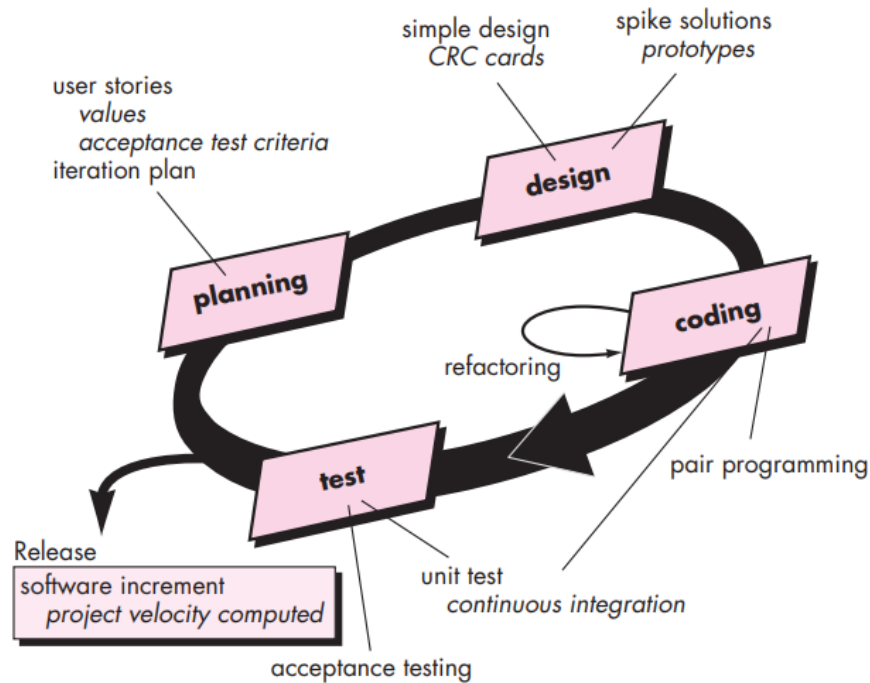 simple design
CRC cards
spike solutions
prototypes
user stories
values
acceptance test criteria
iteration plan
design
planning
coding
refactoring
test
pair programming
Release
software increment
project velocity computed
unit test
continuous integration
acceptance testing